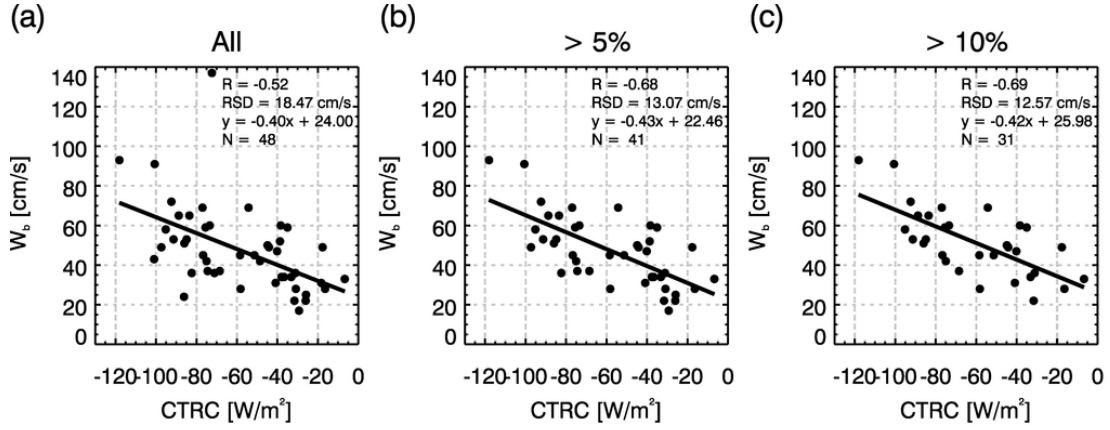 (a)
All
R = -0.52
RSD = 18.47 cm/s
y = -0.40x + 24.00
N = 48
140
120
100
80
60
40
20
0
W_b [cm/s]
-120 -100 -80 -60 -40 -20 0
CTRC [W/m²]
(b)
> 5%
R = -0.68
RSD = 13.07 cm/s
y = -0.43x + 22.46
N = 41
140
120
100
80
60
40
20
0
W_b [cm/s]
-120 -100 -80 -60 -40 -20 0
CTRC [W/m²]
(c)
> 10%
R = -0.69
RSD = 12.57 cm/s
y = -0.42x + 25.98
N = 31
140
120
100
80
60
40
20
0
W_b [cm/s]
-120 -100 -80 -60 -40 -20 0
CTRC [W/m²]